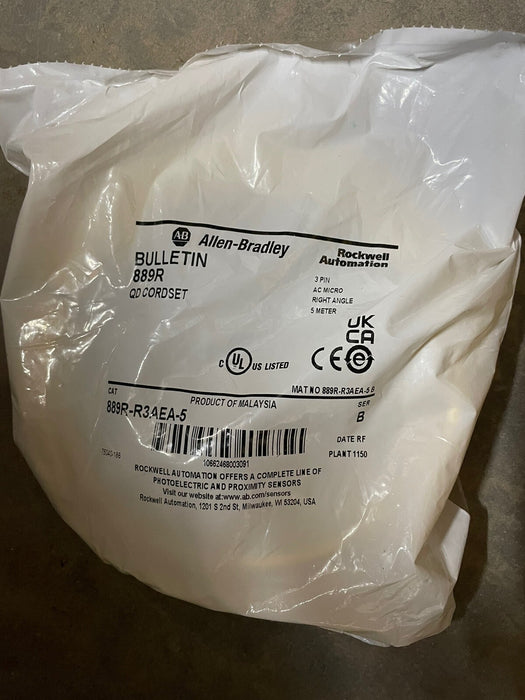 AB Allen-Bradley
Rockwell
Automation
BULLETIN
889R
QD CORDSET
3 PIN
AC MICRO
RIGHT ANGLE
5 METER
UK
CA
C UL US LISTED
CE
MAT NO 889R-R3AEA-5 B
CAT
PRODUCT OF MALAYSIA
SER
889R-R3AEA-5
B
DATE RF
10662468003091
PLANT 1150
ROCKWELL AUTOMATION OFFERS A COMPLETE LINE OF
PHOTOELECTRIC AND PROXIMITY SENSORS
Visit our website at:www.ab.com/sensors
Rockwell Automation, 1201 S 2nd St, Milwaukee, WI 53204, USA